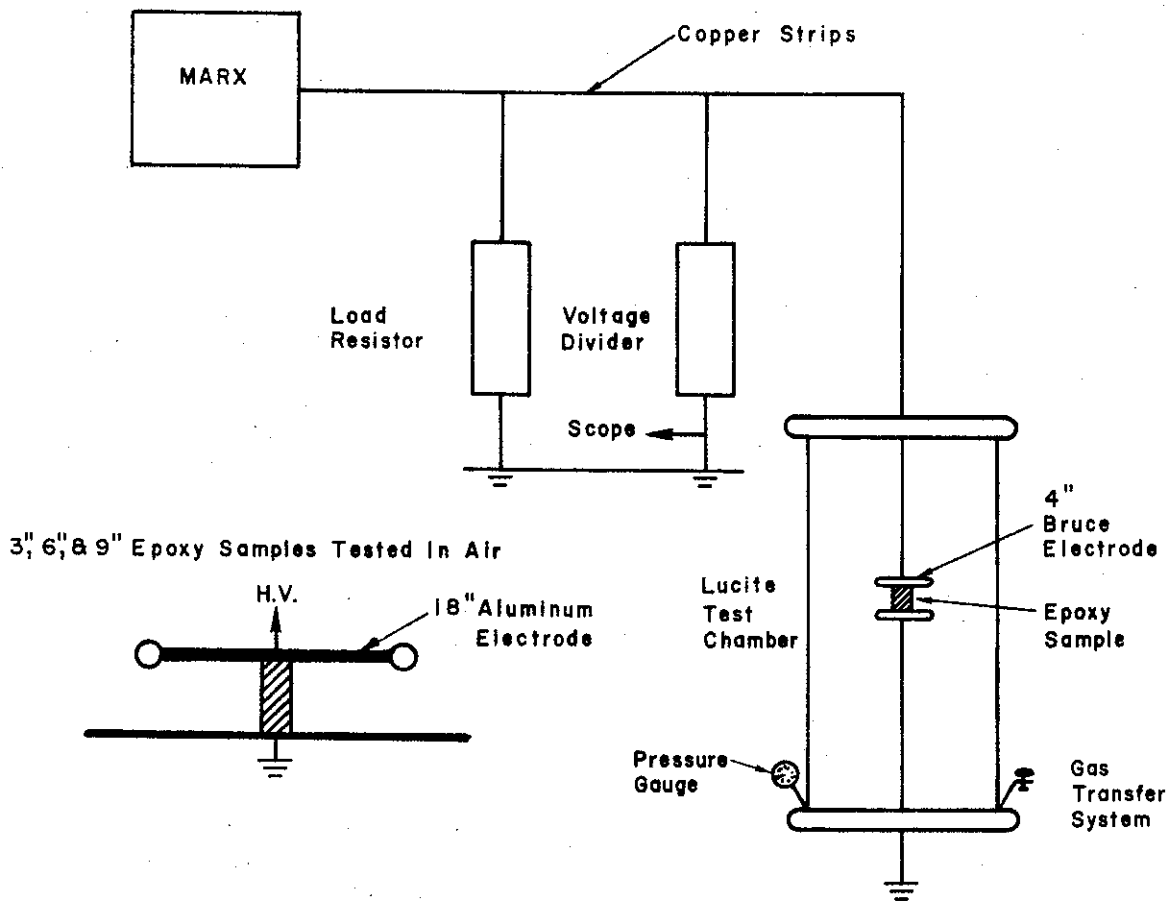 Copper Strips
MARX
Load
Resistor
Voltage
Divider
Scope
4"
Bruce
Electrode
3", 6", & 9" Epoxy Samples Tested In Air
H.V.
18" Aluminum
Electrode
Lucite
Test
Chamber
Epoxy
Sample
Pressure
Gauge
Gas
Transfer
System